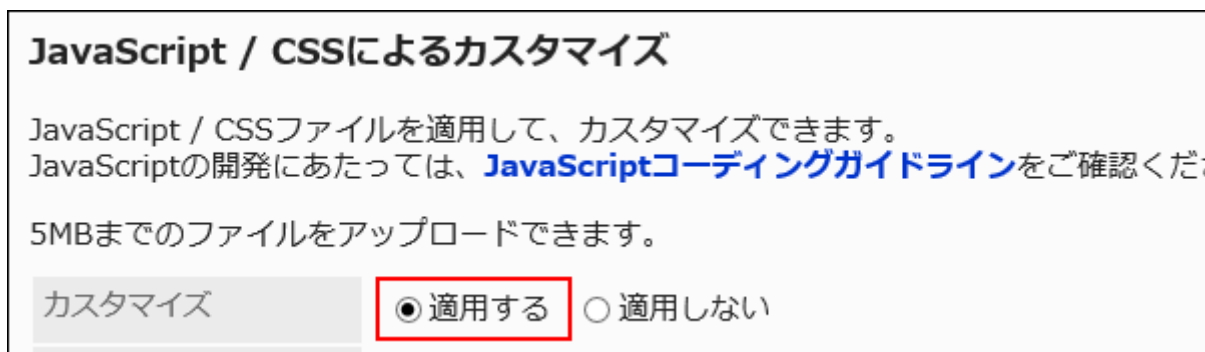 JavaScript / CSSによるカスタマイズ
JavaScript / CSSファイルを適用して、カスタマイズできます。
JavaScriptの開発にあたっては、JavaScriptコーディングガイドラインをご確認くだ
5MBまでのファイルをアップロードできます。
カスタマイズ 適用する 適用しない